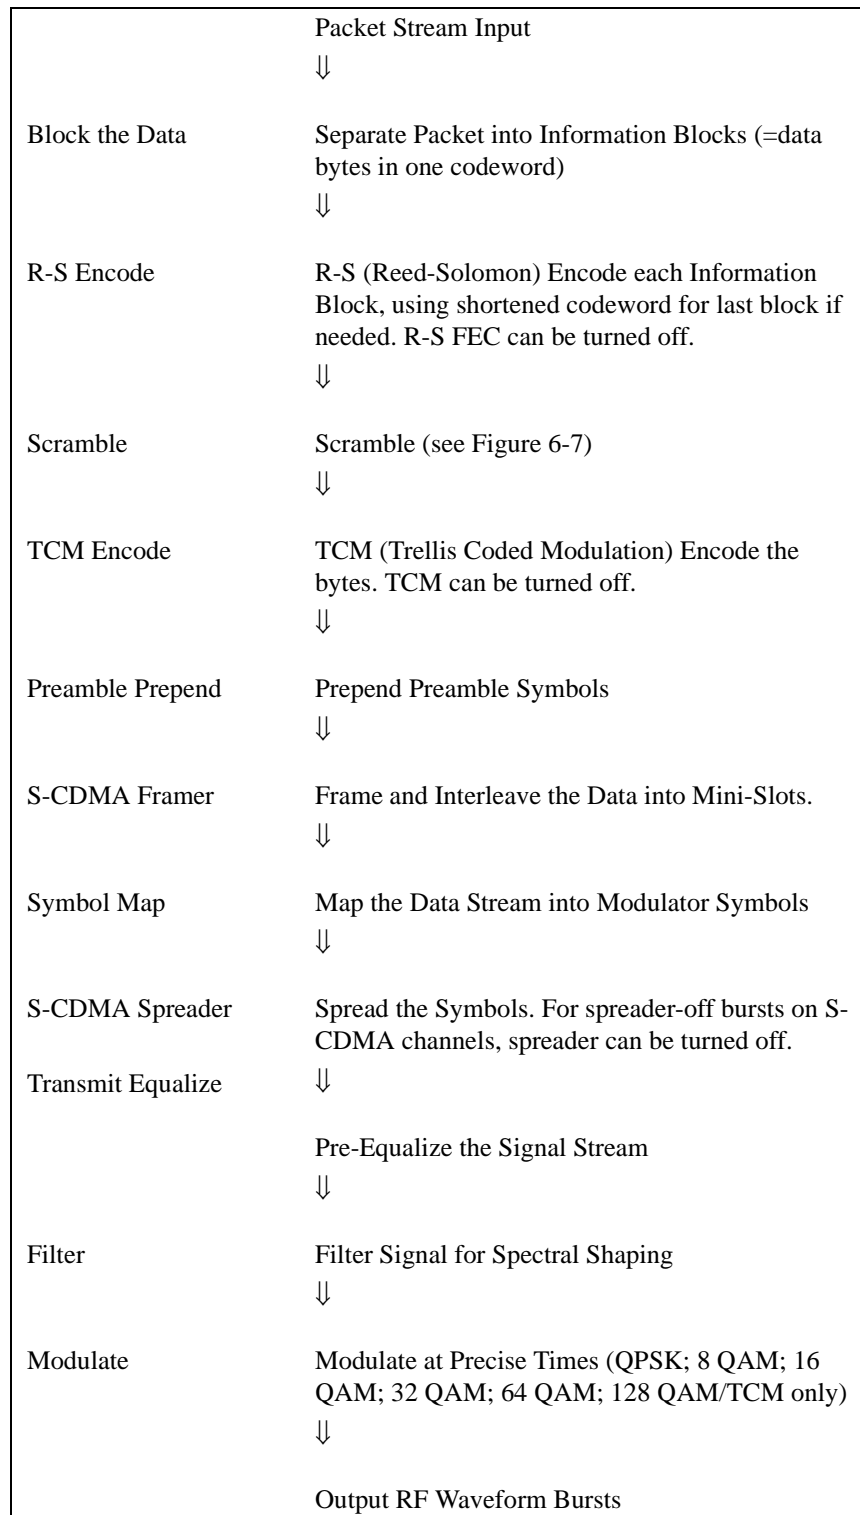 Packet Stream Input
⇓
Block the Data
Separate Packet into Information Blocks (=data
bytes in one codeword)
⇓
R-S Encode
R-S (Reed-Solomon) Encode each Information
Block, using shortened codeword for last block if
needed. R-S FEC can be turned off.
⇓
Scramble
Scramble (see Figure 6-7)
⇓
TCM Encode
TCM (Trellis Coded Modulation) Encode the
bytes. TCM can be turned off.
⇓
Preamble Prepend
Prepend Preamble Symbols
⇓
S-CDMA Framer
Frame and Interleave the Data into Mini-Slots.
⇓
Symbol Map
Map the Data Stream into Modulator Symbols
⇓
S-CDMA Spreader
Spread the Symbols. For spreader-off bursts on S-
CDMA channels, spreader can be turned off.
Transmit Equalize
⇓
Pre-Equalize the Signal Stream
⇓
Filter
Filter Signal for Spectral Shaping
⇓
Modulate
Modulate at Precise Times (QPSK; 8 QAM; 16
QAM; 32 QAM; 64 QAM; 128 QAM/TCM only)
⇓
Output RF Waveform Bursts